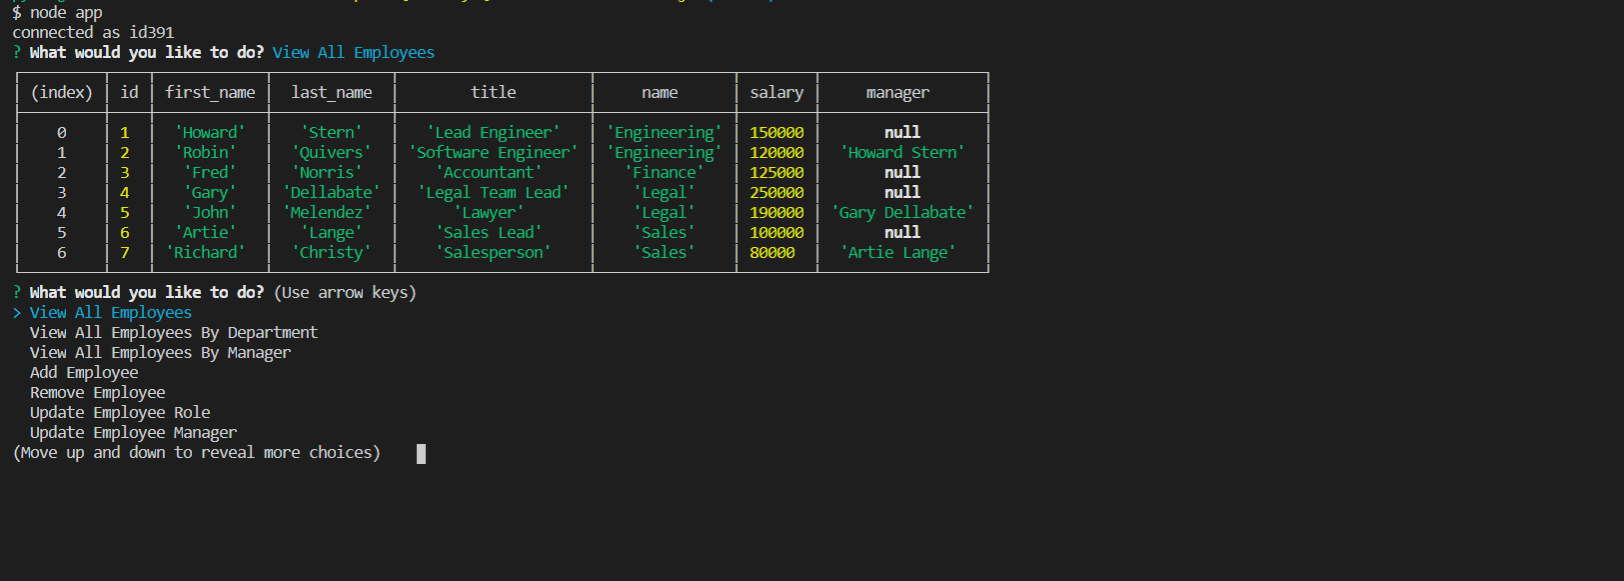 $ node app
connected as id391
? What would you like to do? View All Employees
(index) id first_name last_name title name salary manager
0 1 'Howard' 'Stern' 'Lead Engineer' 'Engineering' 150000 null
1 2 'Robin' 'Quivers' 'Software Engineer' 'Engineering' 120000 'Howard Stern'
2 3 'Fred' 'Norris' 'Accountant' 'Finance' 125000 null
3 4 'Gary' 'Dellabate' 'Legal Team Lead' 'Legal' 250000 null
4 5 'John' 'Melendez' 'Lawyer' 'Legal' 190000 'Gary Dellabate'
5 6 'Artie' 'Lange' 'Sales Lead' 'Sales' 100000 null
6 7 'Richard' 'Christy' 'Salesperson' 'Sales' 80000 'Artie Lange'
? What would you like to do? (Use arrow keys)
> View All Employees
View All Employees By Department
View All Employees By Manager
Add Employee
Remove Employee
Update Employee Role
Update Employee Manager
(Move up and down to reveal more choices)